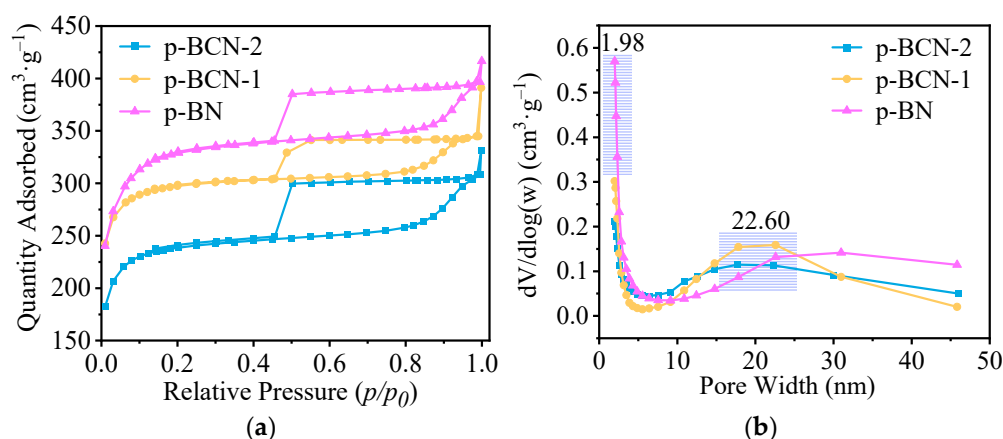 450
400
350
300
250
200
150
0.0
0.2
0.4
0.6
0.8
1.0
Quantity Adsorbed (cm³·g⁻¹)
Relative Pressure (p/p₀)
p-BCN-2
p-BCN-1
p-BN
(a)
0.6
0.5
0.4
0.3
0.2
0.1
0.0
0
10
20
30
40
50
dV/dlog(w) (cm³·g⁻¹)
Pore Width (nm)
1.98
22.60
p-BCN-2
p-BCN-1
p-BN
(b)